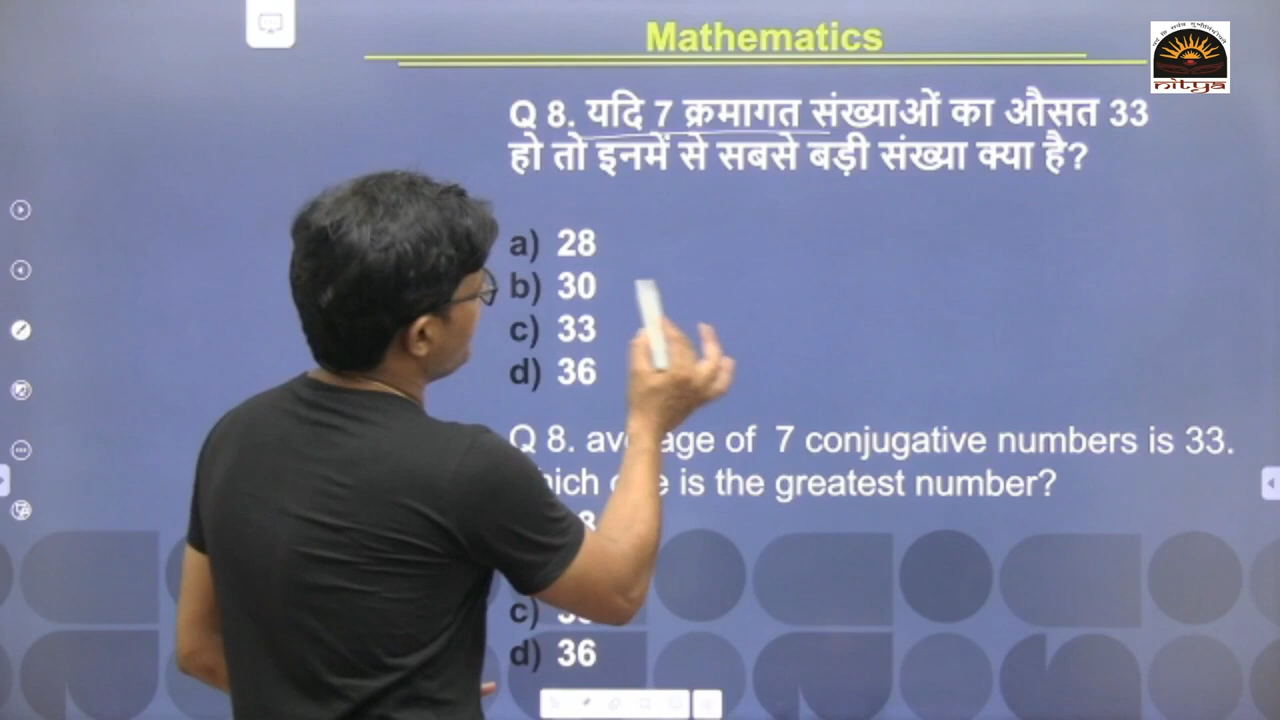 Mathematics
nitya
Q 8. यदि 7 क्रमागत संख्याओं का औसत 33
हो तो इनमें से सबसे बड़ी संख्या क्या है?
a) 28
b) 30
c) 33
d) 36
Q 8. age of 7 conjugative numbers is 33.
is the greatest number?
c)
d) 36